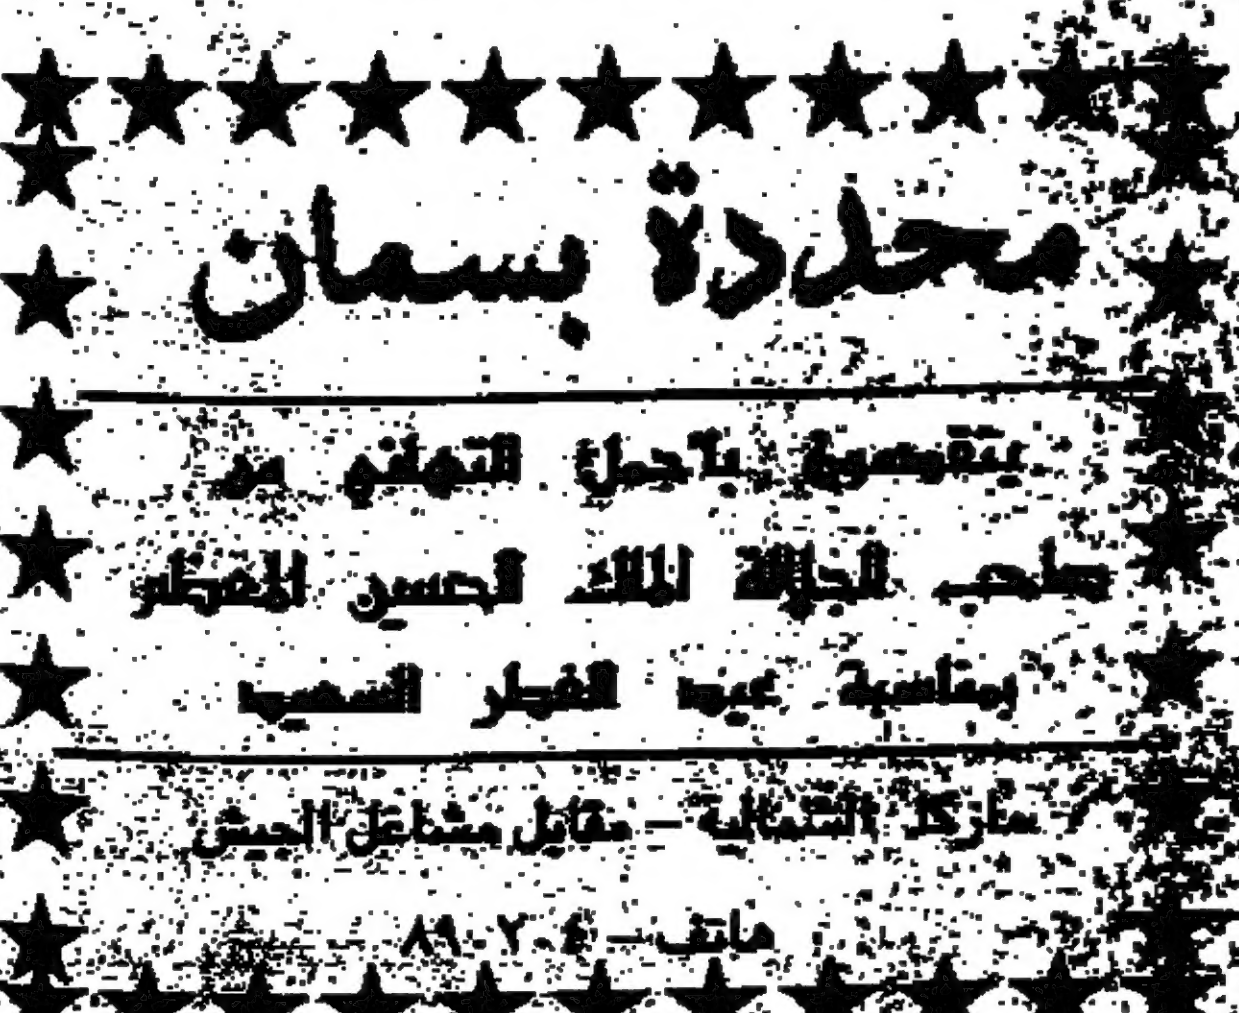 محددة بسمان
يتقدمون بأجمل التهاني من
صاحب الجلالة الملك الحسين المعظم
بمناسبة عيد الفطر السعيد
ماركا الشمالية - مقابل مشاغل الجيش
هاتف -